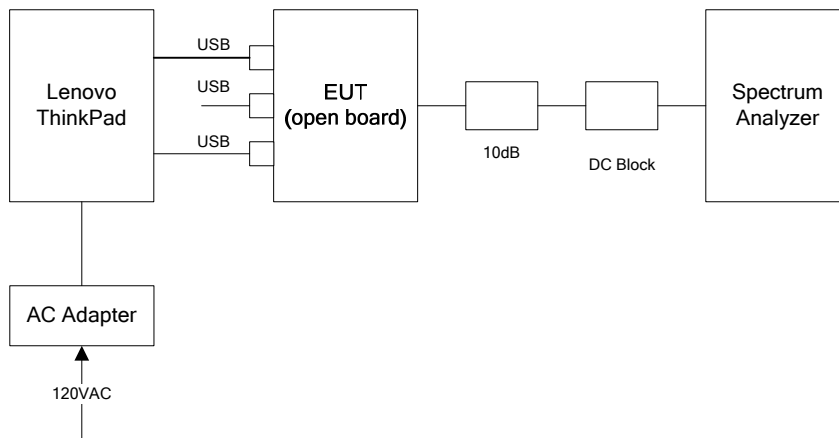 USB
Lenovo
ThinkPad
USB
USB
EUT
(open board)
10dB
DC Block
Spectrum
Analyzer
AC Adapter
120VAC